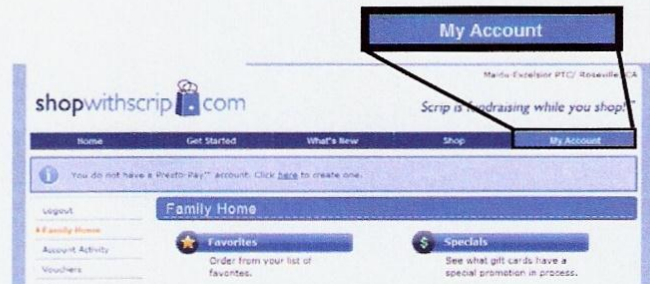 My Account
Maidu Excelsior PTC/ Roseville, CA
shopwithscrip.com
Scrip is fundraising while you shop!™
Home Get Started What's New Shop My Account
You do not have a Presto-Pay™ account. Click here to create one.
Logout
Family Home
Family Home
Account Activity
Vouchers
Favorites
Order from your list of
favorites.
Specials
See what gift cards have a
special promotion in process.